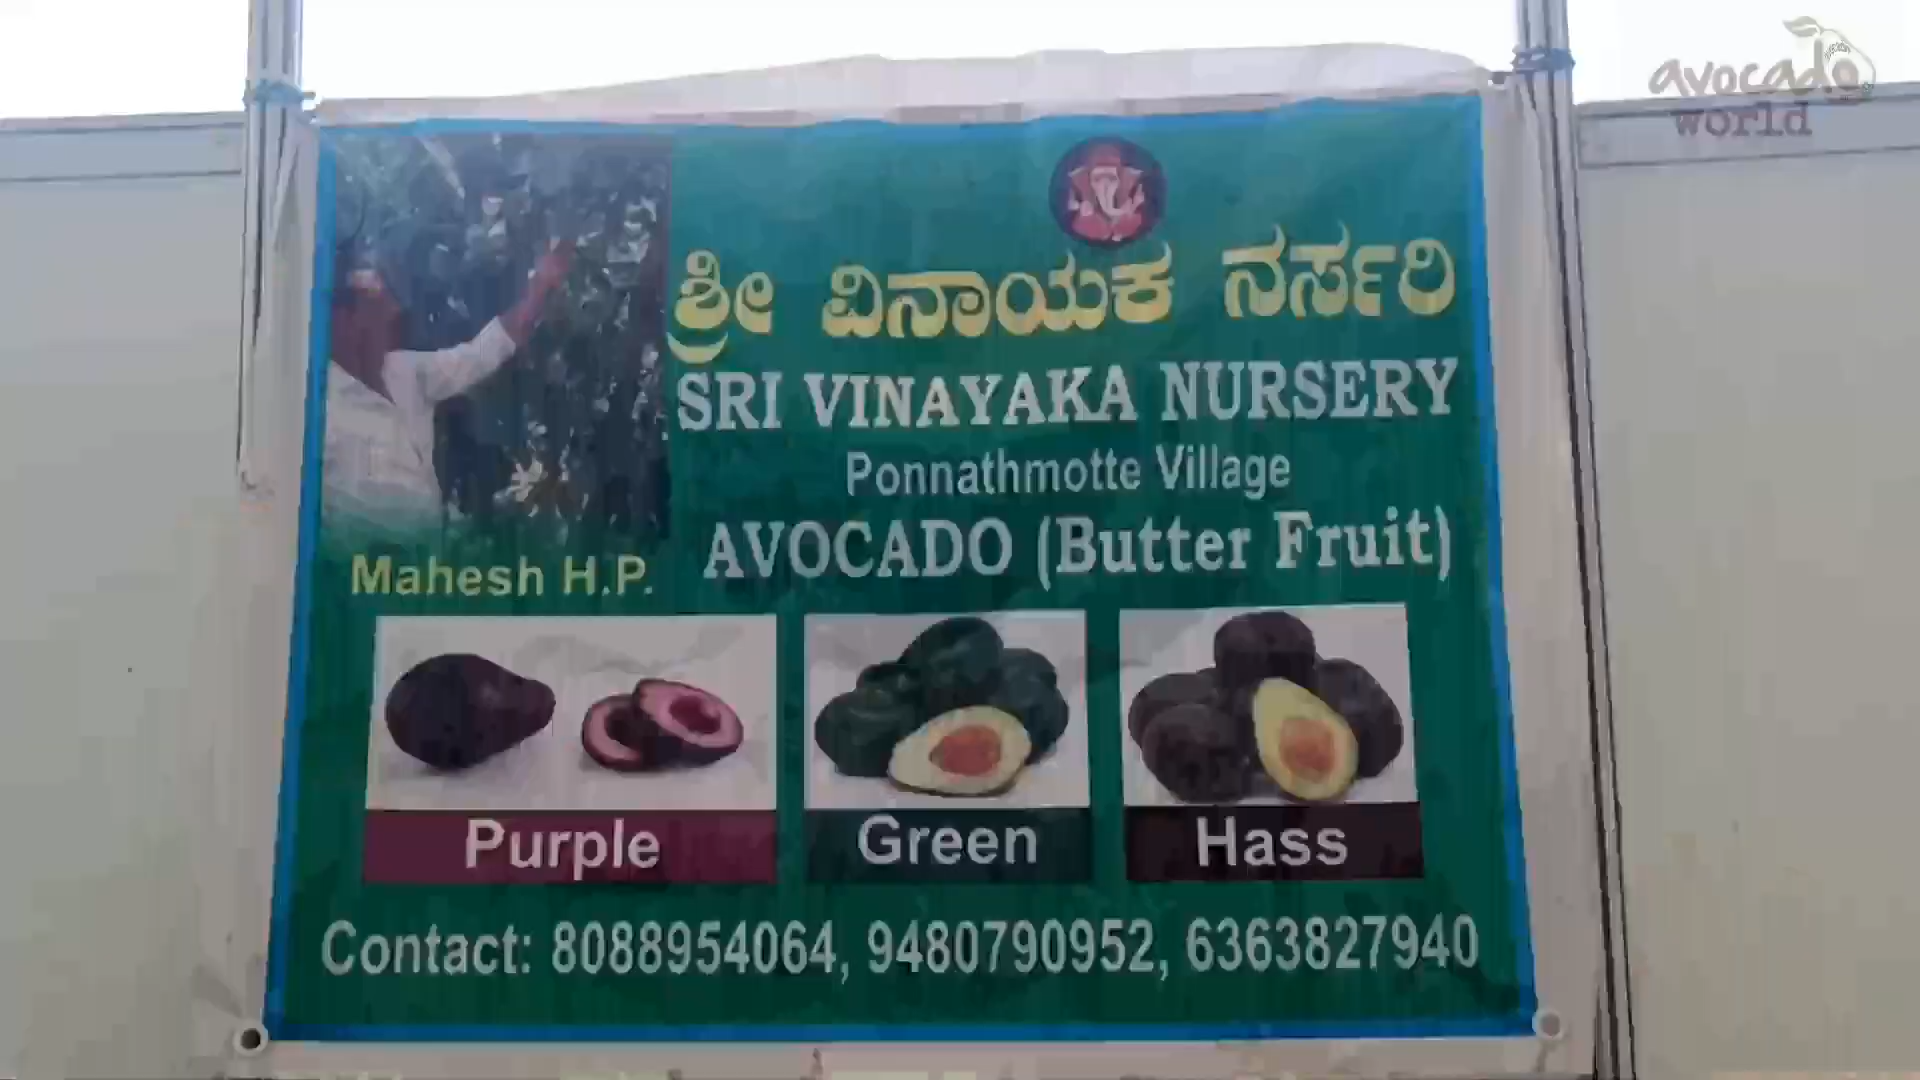 avocado
world
ಶ್ರೀ ವಿನಾಯಕ ನರ್ಸರಿ
SRI VINAYAKA NURSERY
Ponnathmotte Village
AVOCADO (Butter Fruit)
Mahesh H.P.
Purple
Green
Hass
Contact: 8088954064, 9480790952, 6363827940